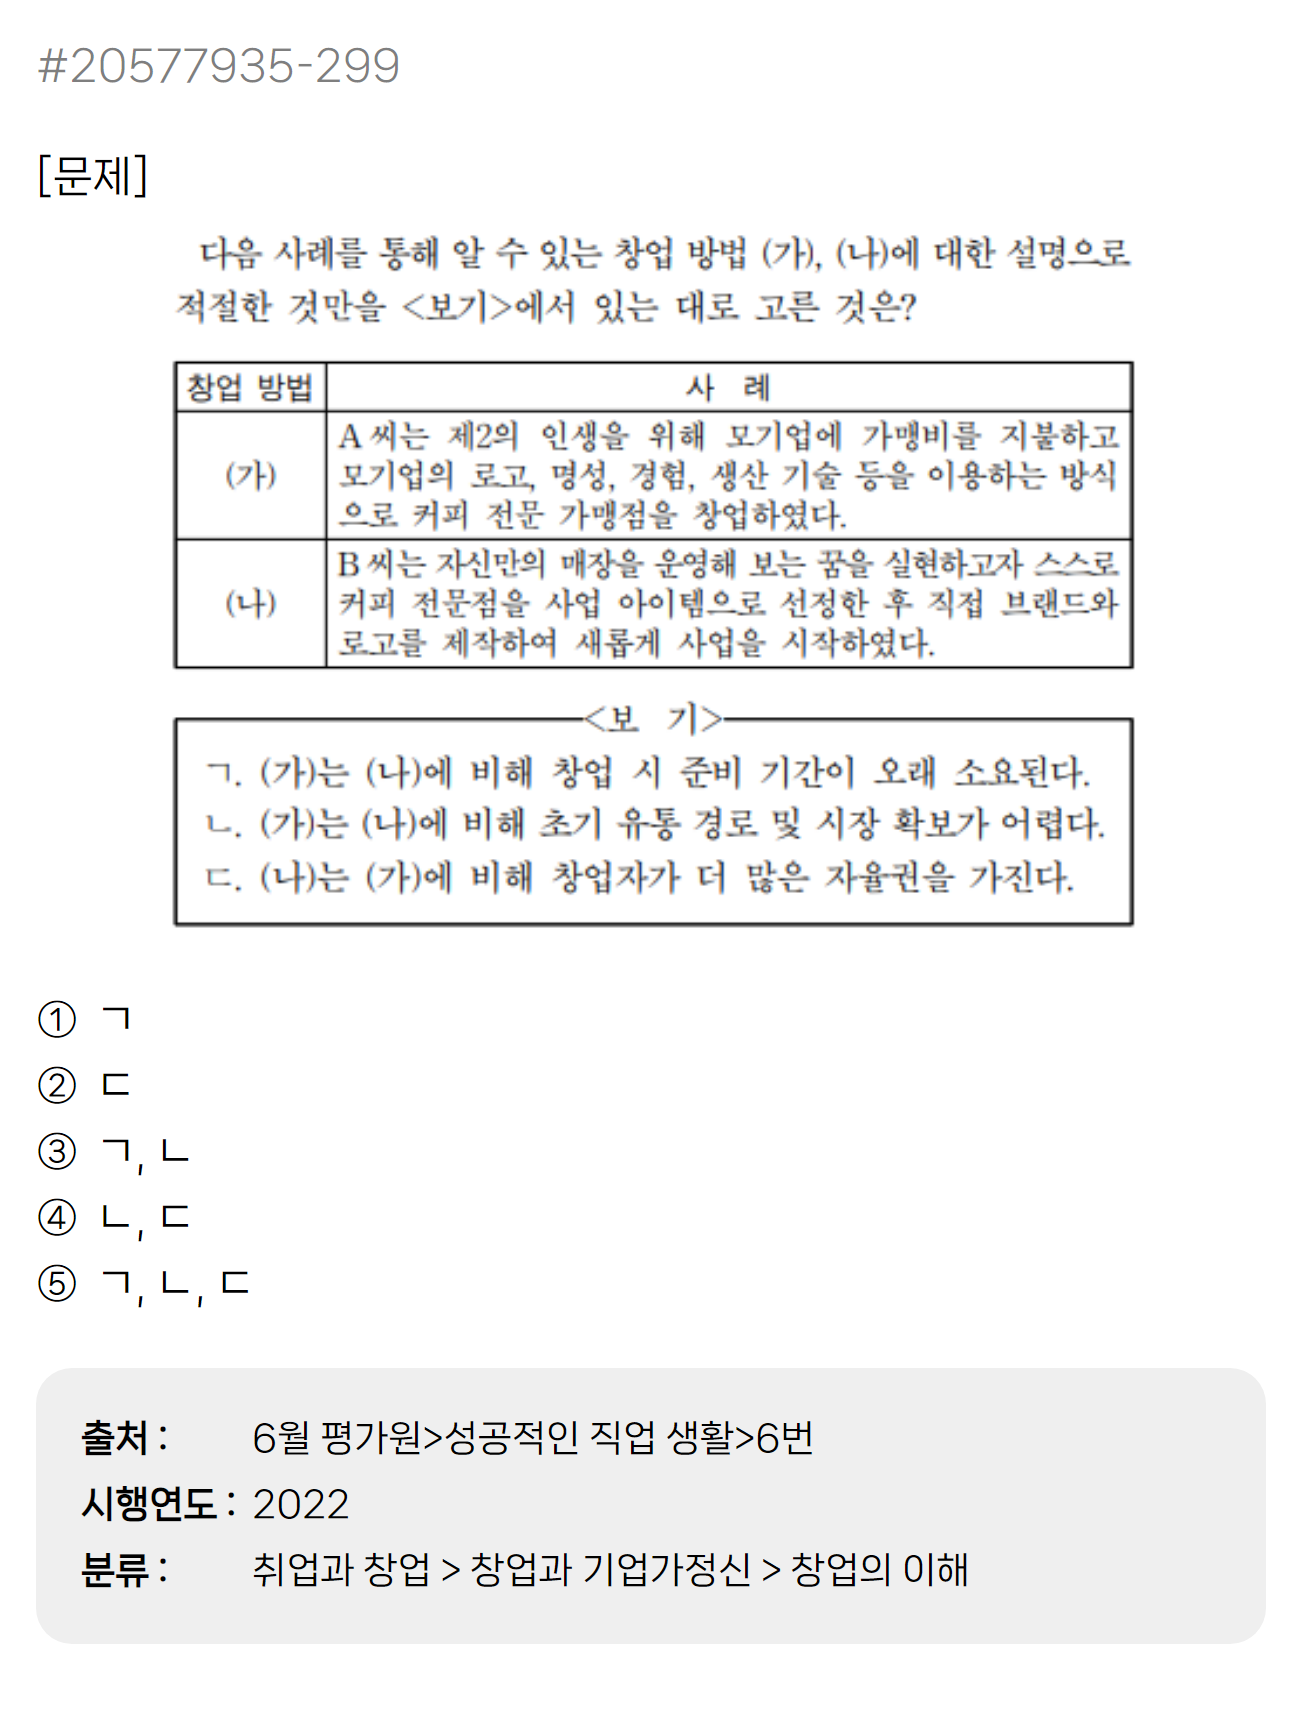 #20577935-299
[문제]
다음 사례를 통해 알 수 있는 창업 방법 (가), (나)에 대한 설명으로
적절한 것만을 <보기>에서 있는 대로 고른 것은?
창업 방법 사 례
(가)
A 씨는 제2의 인생을 위해 모기업에 가맹비를 지불하고
모기업의 로고, 명성, 경험, 생산 기술 등을 이용하는 방식
으로 커피 전문 가맹점을 창업하였다.
(나)
B 씨는 자신만의 매장을 운영해 보는 꿈을 실현하고자 스스로
커피 전문점을 사업 아이템으로 선정한 후 직접 브랜드와
로고를 제작하여 새롭게 사업을 시작하였다.
<보 기>
ㄱ. (가)는 (나)에 비해 창업 시 준비 기간이 오래 소요된다.
ㄴ. (가)는 (나)에 비해 초기 유통 경로 및 시장 확보가 어렵다.
ㄷ. (나)는 (가)에 비해 창업자가 더 많은 자율권을 가진다.
① ㄱ
② ㄷ
③ ㄱ, ㄴ
④ ㄴ, ㄷ
⑤ ㄱ, ㄴ, ㄷ
출처 : 6월 평가원>성공적인 직업 생활>6번
시행연도 : 2022
분류 : 취업과 창업 > 창업과 기업가정신 > 창업의 이해